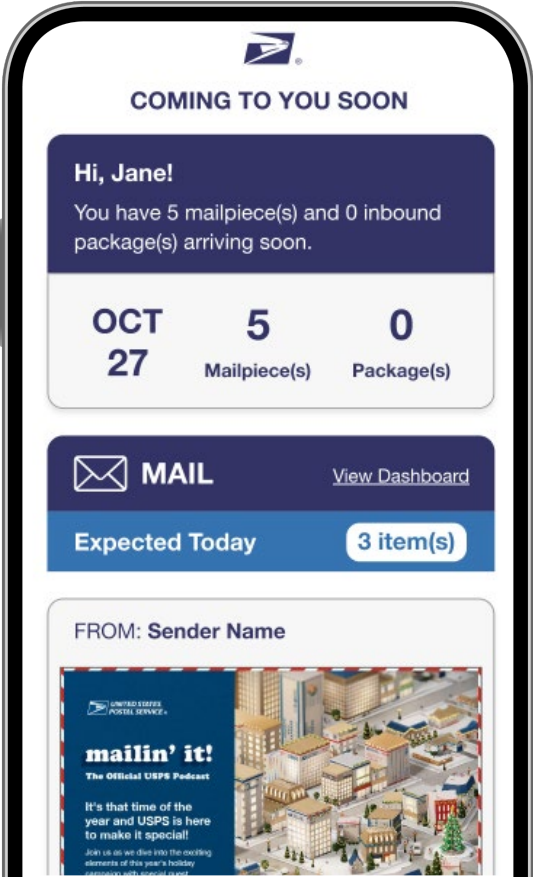 COMING TO YOU SOON
Hi, Jane!
You have 5 mailpiece(s) and 0 inbound
package(s) arriving soon.
OCT
27
5
Mailpiece(s)
0
Package(s)
MAIL
View Dashboard
Expected Today
3 item(s)
FROM: Sender Name
UNITED STATES
POSTAL SERVICE
mailin' it!
The Official USPS Podcast
It's that time of the
year and USPS is here
to make it special!
Join us as we dive into the exciting
elements of this year's holiday
campaign with special guest